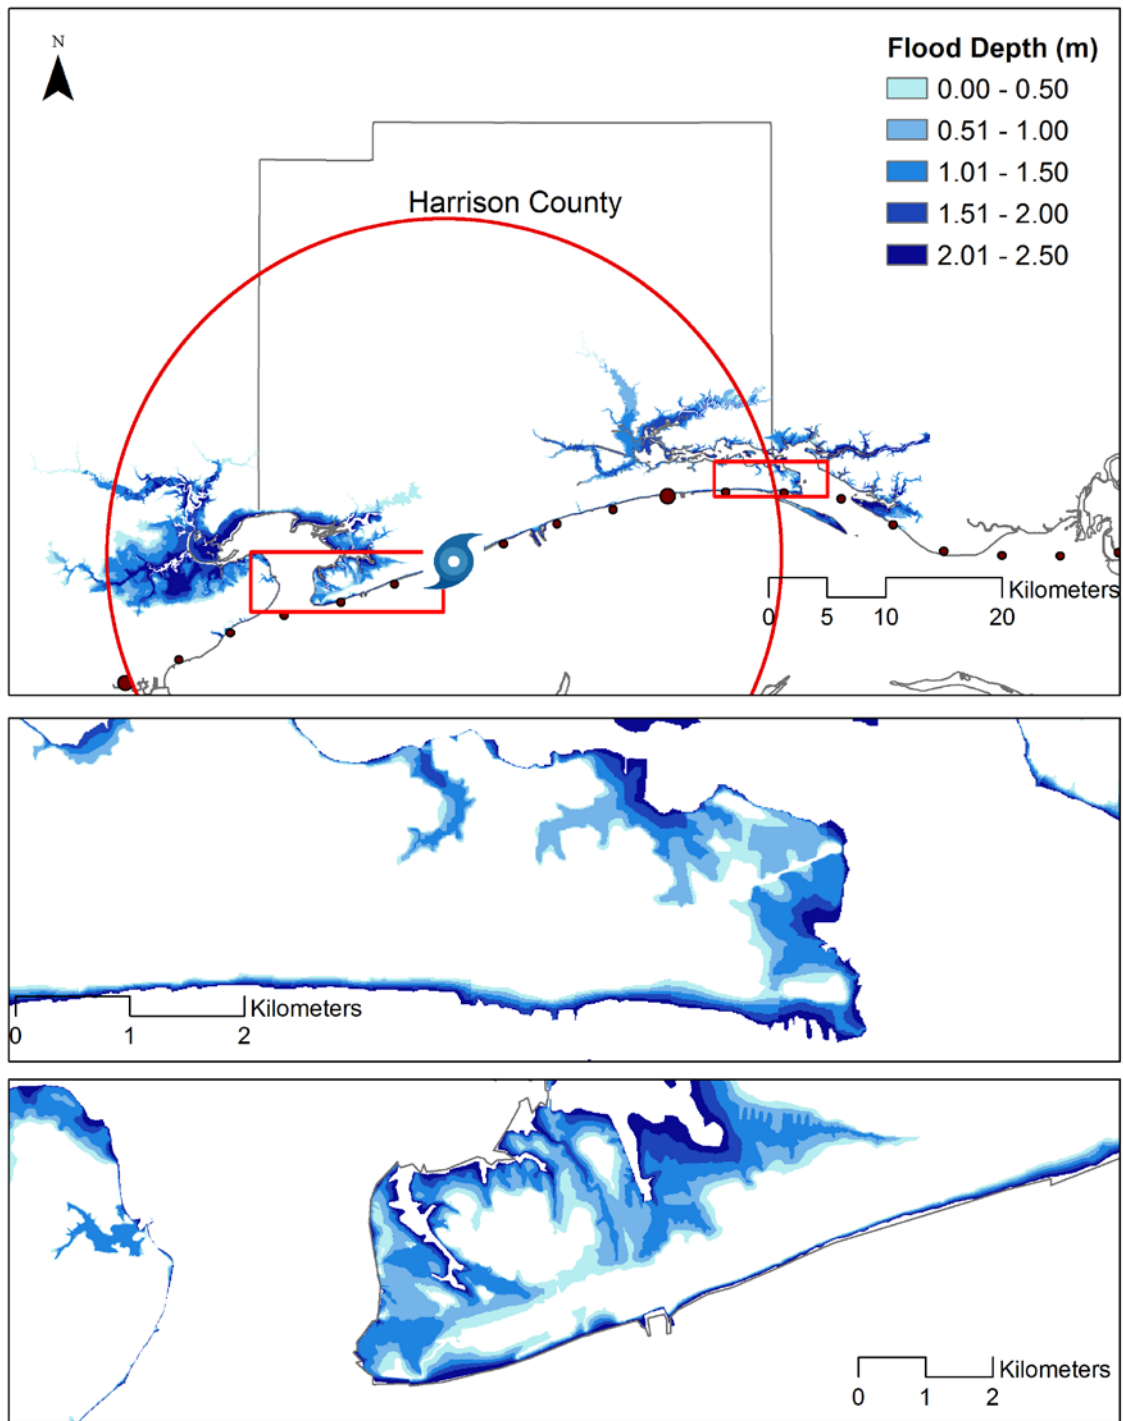 N
Flood Depth (m)
0.00 - 0.50
0.51 - 1.00
1.01 - 1.50
1.51 - 2.00
2.01 - 2.50
Harrison County
Kilometers
0 5 10 20
Kilometers
0 1 2
Kilometers
0 1 2